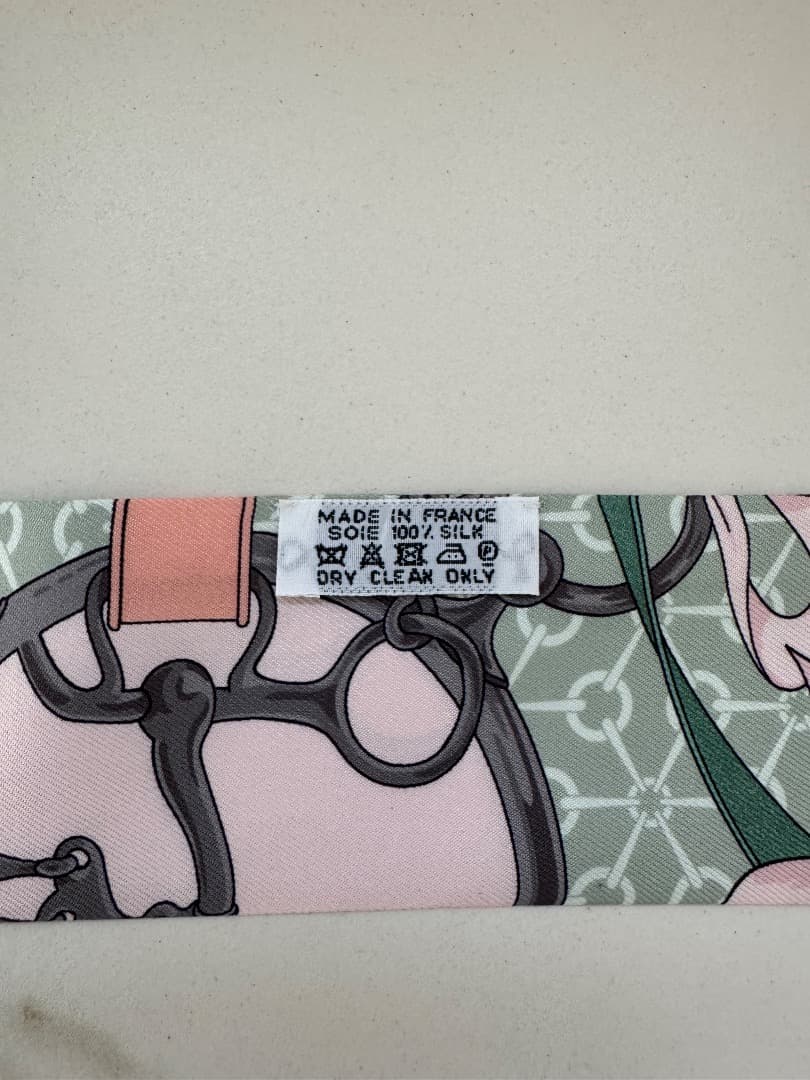 MADE IN FRANCE
SOIE 100% SILK
P
DRY CLEAN ONLY